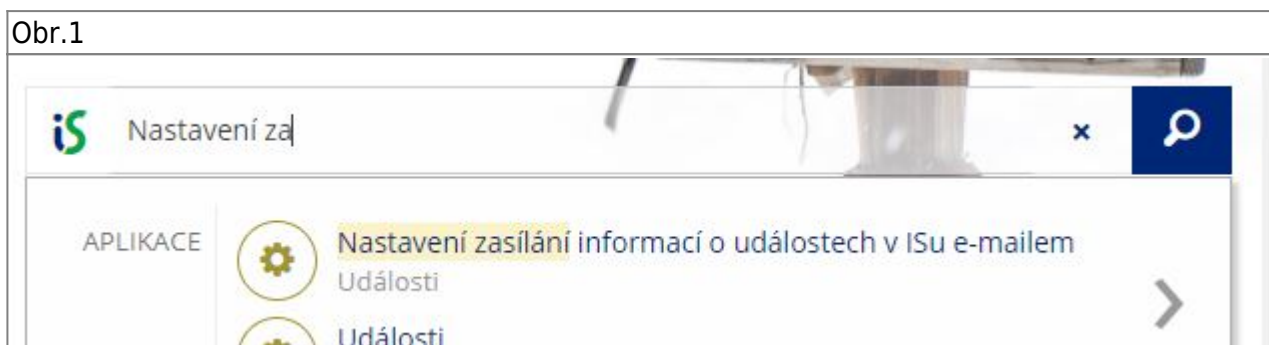 Obr.1
iS Nastavení za
APLIKACE
Nastavení zasílání informací o událostech v ISu e-mailem
Události
Události